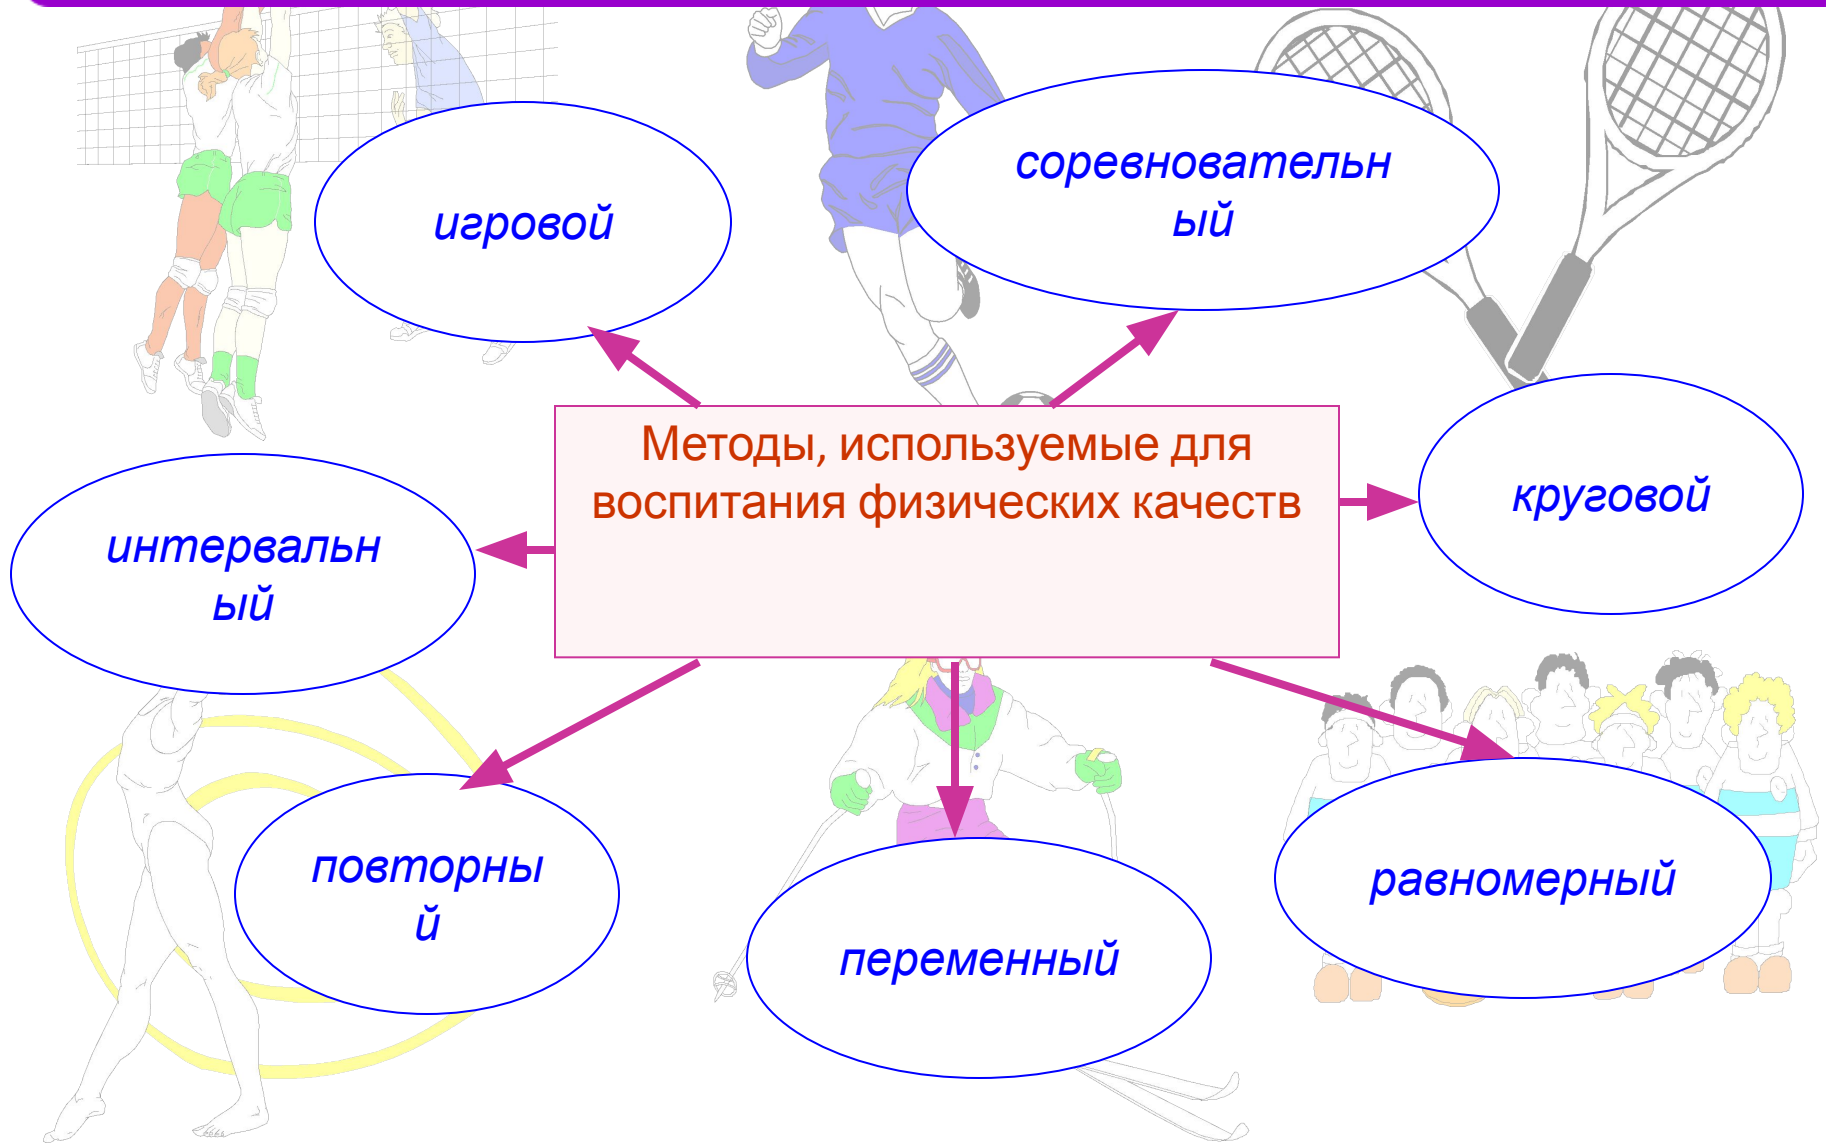 игровой
соревновательн
ый
Методы, используемые для
воспитания физических качеств
круговой
интервальн
ый
повторны
й
переменный
равномерный